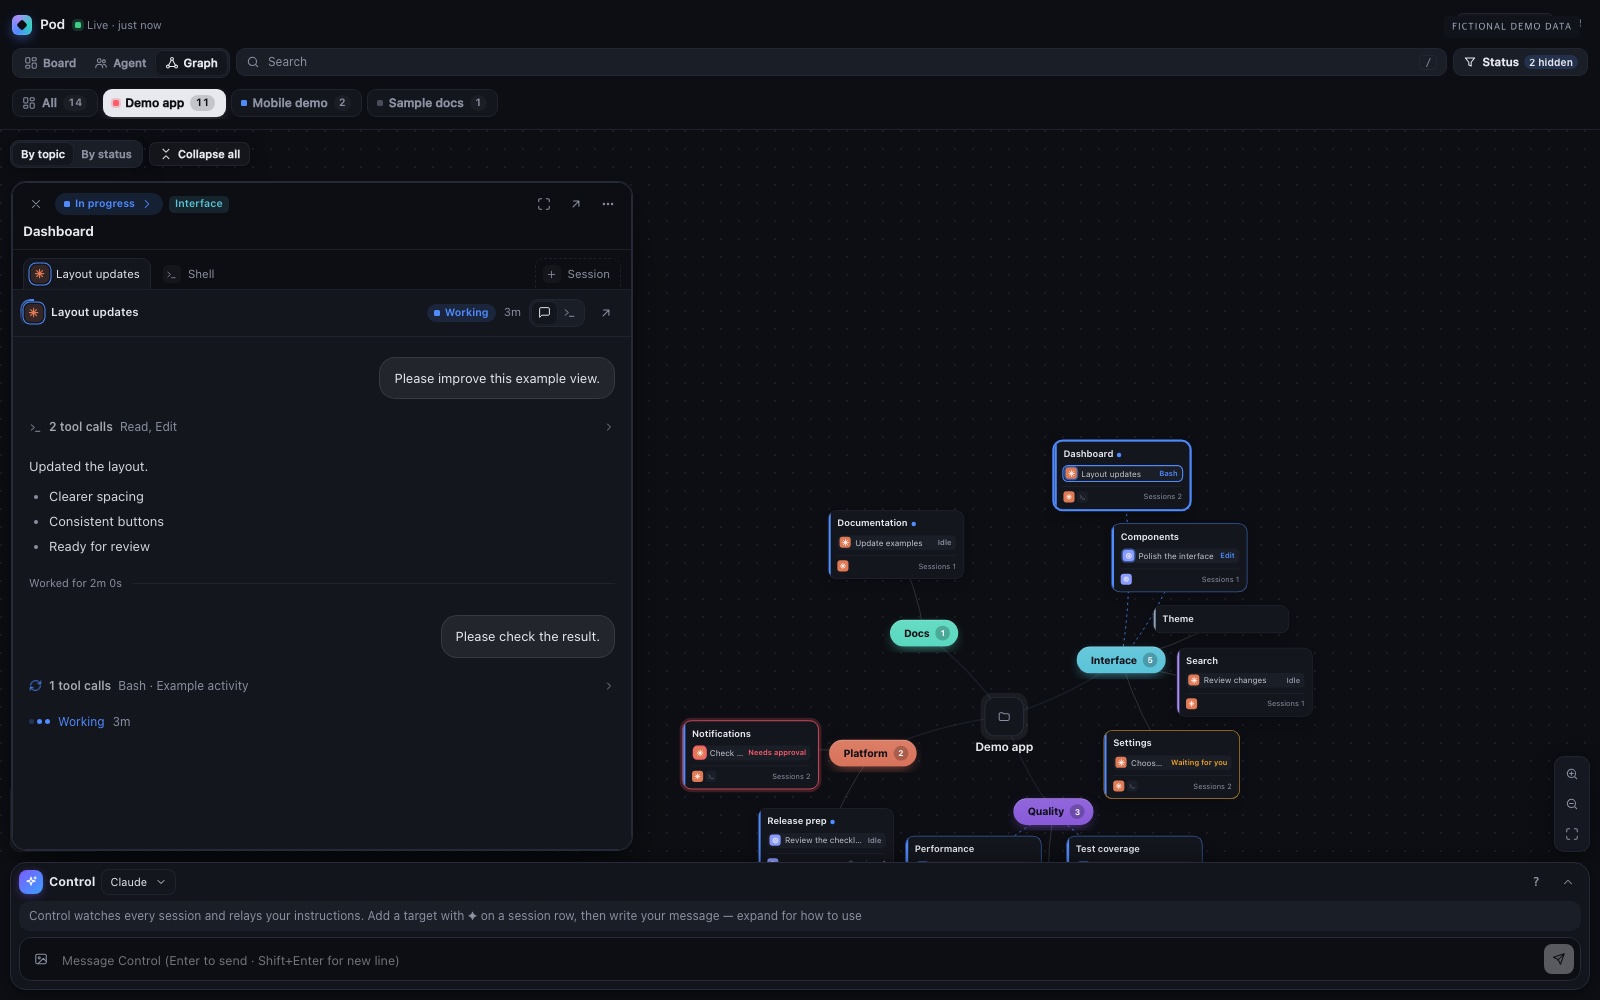 Pod
Live · just now
FICTIONAL DEMO DATA
Board
Agent
Graph
Search
/
Status 2 hidden
All 14
Demo app 11
Mobile demo 2
Sample docs 1
By topic
By status
Collapse all
In progress
Interface
Dashboard
Layout updates
Shell
+ Session
Layout updates
Working
3m
Please improve this example view.
2 tool calls Read, Edit
Updated the layout.
• Clearer spacing
• Consistent buttons
• Ready for review
Worked for 2m 0s
Please check the result.
1 tool calls Bash · Example activity
Working 3m
Dashboard
Layout updates Bash
Sessions 2
Documentation
Update examples Idle
Sessions 1
Components
Polish the interface Edit
Sessions 1
Theme
Docs 1
Interface 5
Search
Review changes Idle
Sessions 1
Demo app
Notifications
Check ... Needs approval
Sessions 2
Platform 2
Settings
Choos... Waiting for you
Sessions 2
Quality 3
Release prep
Review the checkl... Idle
Performance
Test coverage
Control
Claude
?
Control watches every session and relays your instructions. Add a target with ✦ on a session row, then write your message — expand for how to use
Message Control (Enter to send · Shift+Enter for new line)